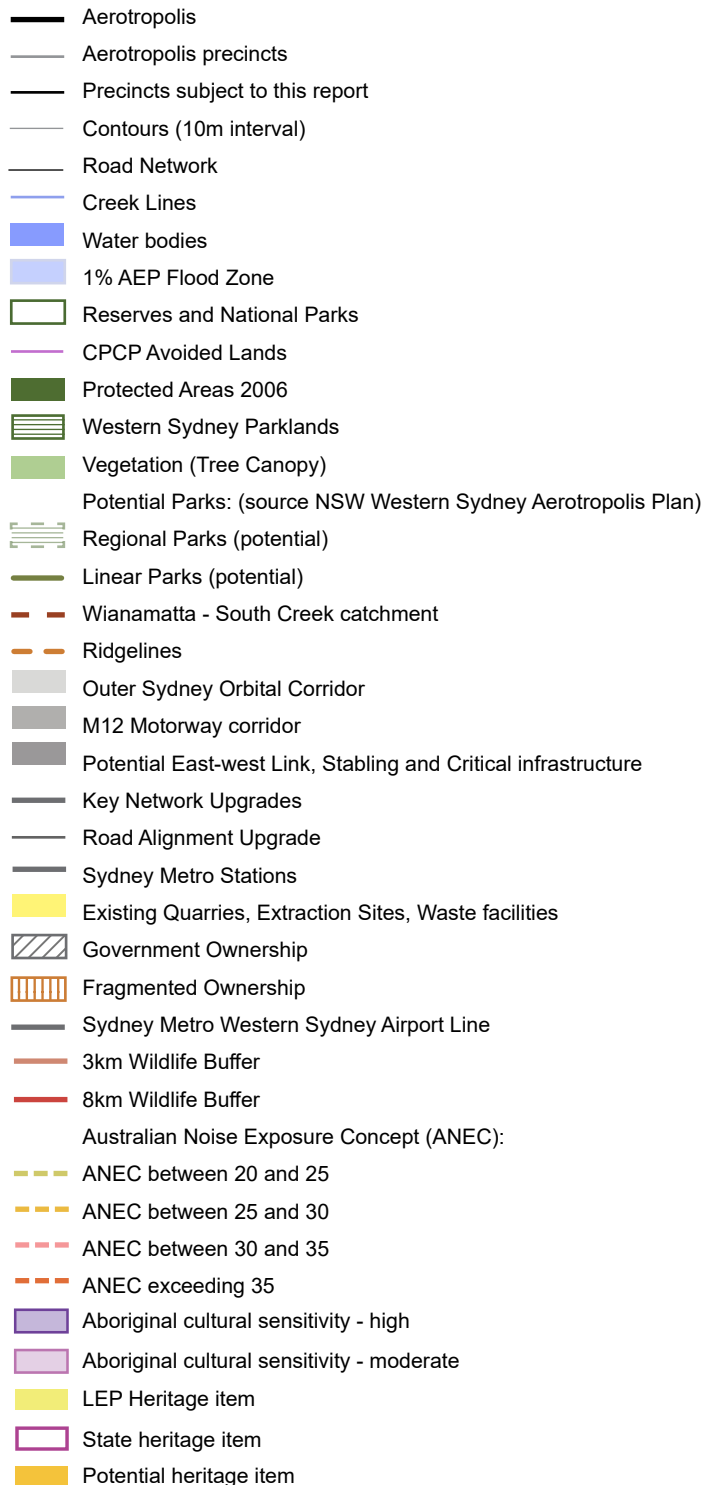 Aerotropolis
Aerotropolis precincts
Precincts subject to this report
Contours (10m interval)
Road Network
Creek Lines
Water bodies
1% AEP Flood Zone
Reserves and National Parks
CPCP Avoided Lands
Protected Areas 2006
Western Sydney Parklands
Vegetation (Tree Canopy)
Potential Parks: (source NSW Western Sydney Aerotropolis Plan)
Regional Parks (potential)
Linear Parks (potential)
Wianamatta - South Creek catchment
Ridgelines
Outer Sydney Orbital Corridor
M12 Motorway corridor
Potential East-west Link, Stabling and Critical infrastructure
Key Network Upgrades
Road Alignment Upgrade
Sydney Metro Stations
Existing Quarries, Extraction Sites, Waste facilities
Government Ownership
Fragmented Ownership
Sydney Metro Western Sydney Airport Line
3km Wildlife Buffer
8km Wildlife Buffer
Australian Noise Exposure Concept (ANEC):
ANEC between 20 and 25
ANEC between 25 and 30
ANEC between 30 and 35
ANEC exceeding 35
Aboriginal cultural sensitivity - high
Aboriginal cultural sensitivity - moderate
LEP Heritage item
State heritage item
Potential heritage item